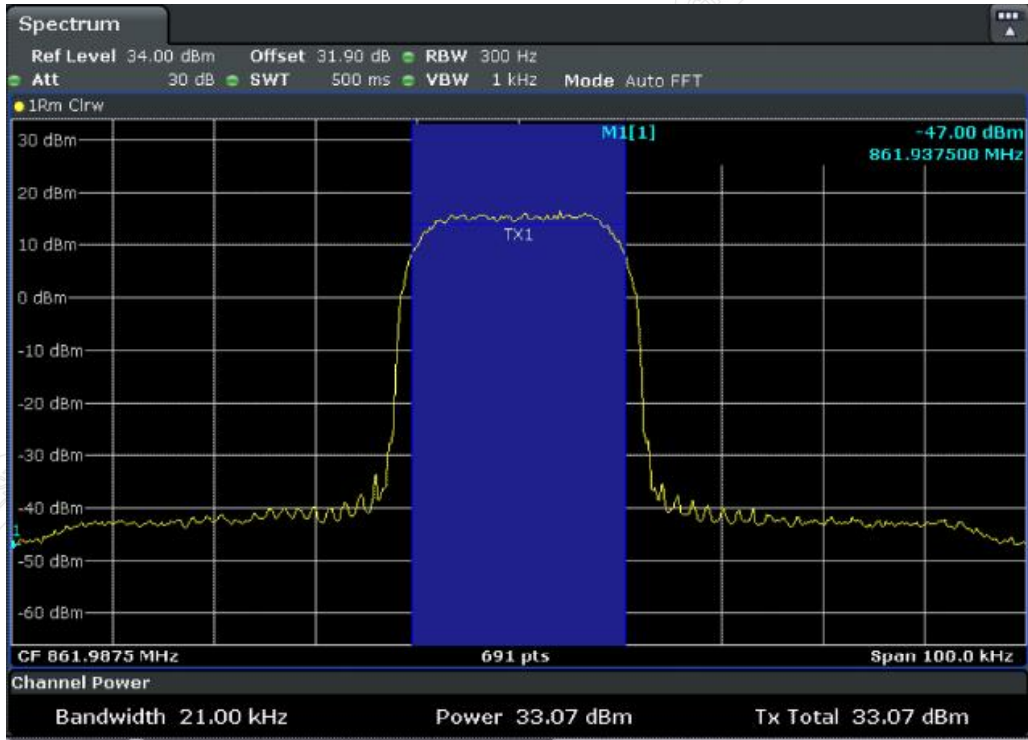 Spectrum
Ref Level 34.00 dBm Offset 31.90 dB RBW 300 Hz
Att 30 dB SWT 500 ms VBW 1 kHz Mode Auto FFT
1Rm Clrw
M1[1] -47.00 dBm
861.937500 MHz
30 dBm
20 dBm
TX1
10 dBm
0 dBm
-10 dBm
-20 dBm
-30 dBm
-40 dBm
1
-50 dBm
-60 dBm
CF 861.9875 MHz 691 pts Span 100.0 kHz
Channel Power
Bandwidth 21.00 kHz Power 33.07 dBm Tx Total 33.07 dBm